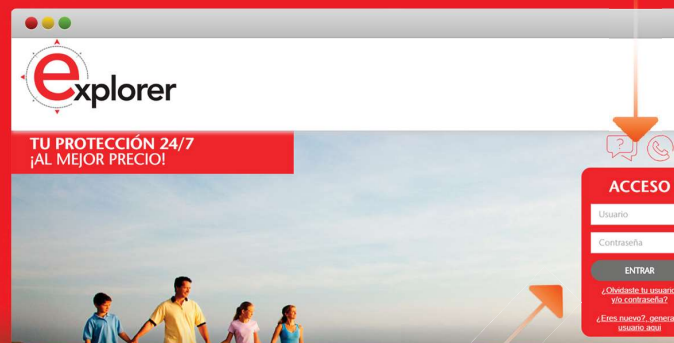 explorer
TU PROTECCIÓN 24/7
¡AL MEJOR PRECIO!
?
ACCESO
Usuario
Contraseña
ENTRAR
¿Olvidaste tu usuario
y/o contraseña?
¿Eres nuevo?, genera
usuario aqui